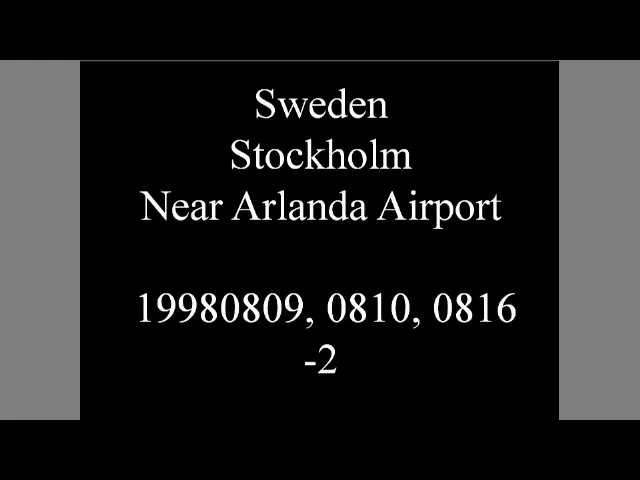 Sweden
Stockholm
Near Arlanda Airport
19980809, 0810, 0816
-2